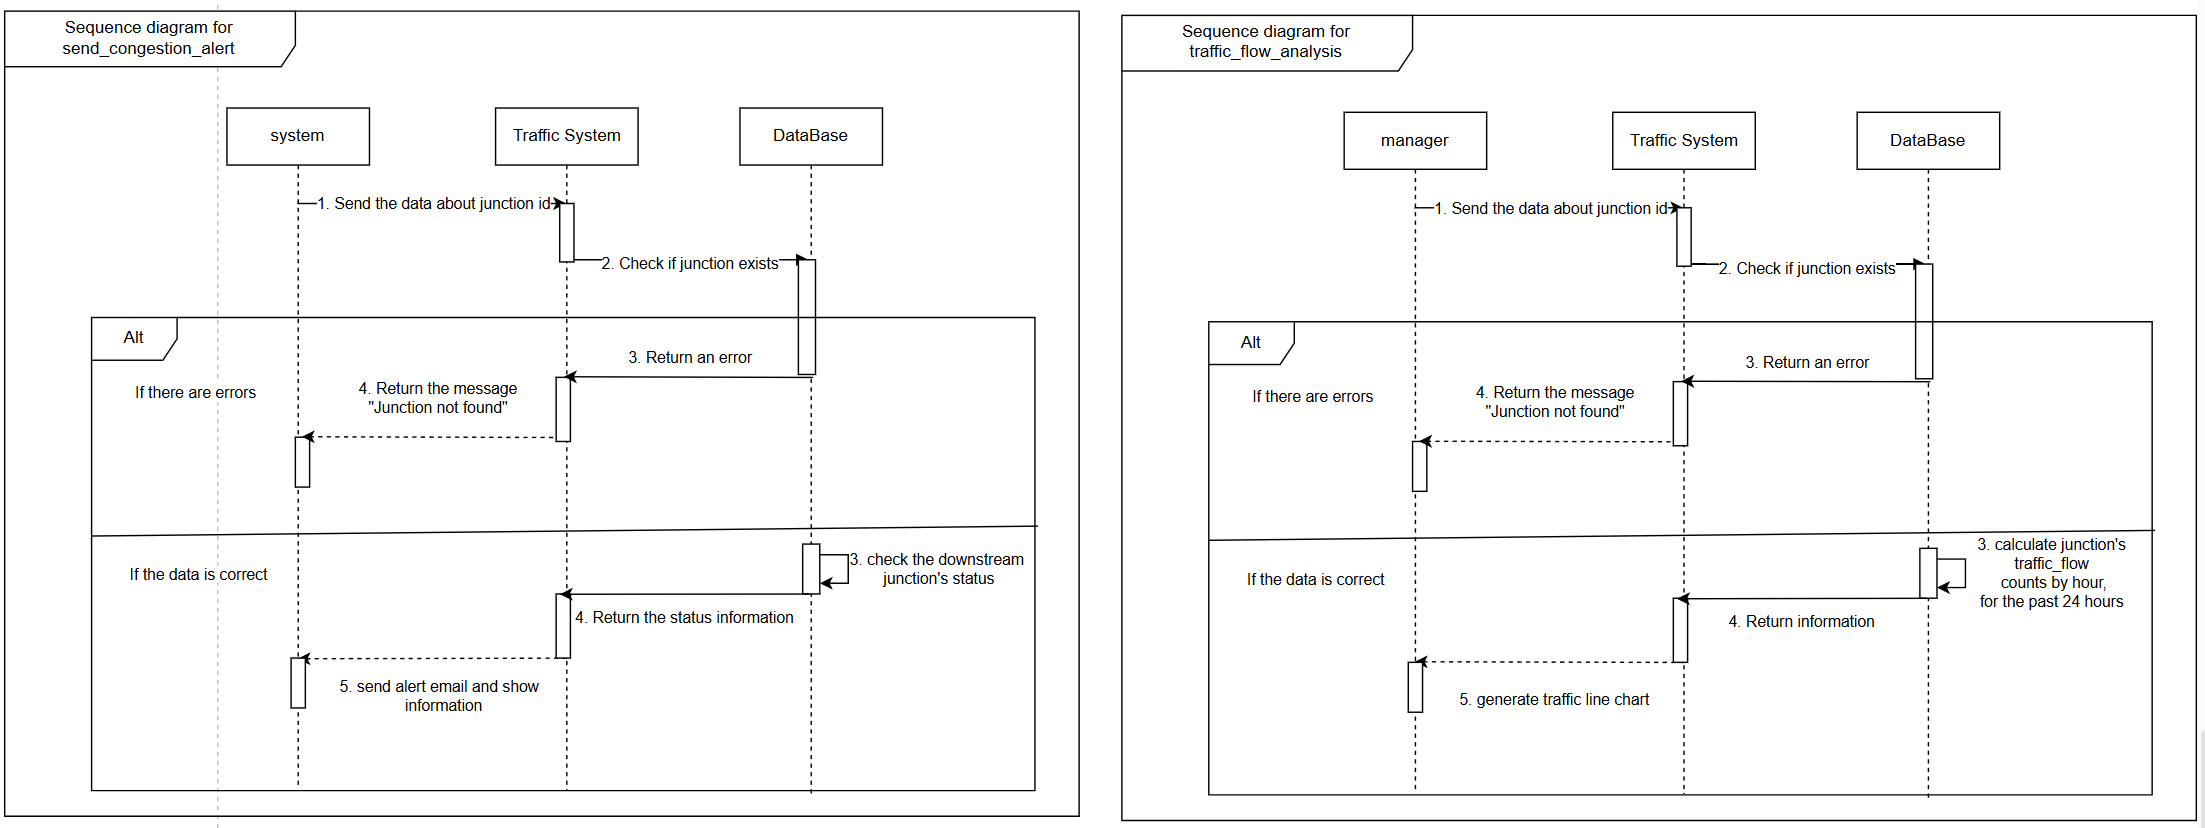 Sequence diagram for
send_congestion_alert
system
Traffic System
DataBase
1. Send the data about junction id
2. Check if junction exists
Alt
3. Return an error
If there are errors
4. Return the message
"Junction not found"
If the data is correct
3. check the downstream
junction's status
4. Return the status information
5. send alert email and show
information
Sequence diagram for
traffic_flow_analysis
manager
Traffic System
DataBase
1. Send the data about junction id
2. Check if junction exists
Alt
3. Return an error
If there are errors
4. Return the message
"Junction not found"
If the data is correct
3. calculate junction's
traffic_flow
counts by hour,
for the past 24 hours
4. Return information
5. generate traffic line chart